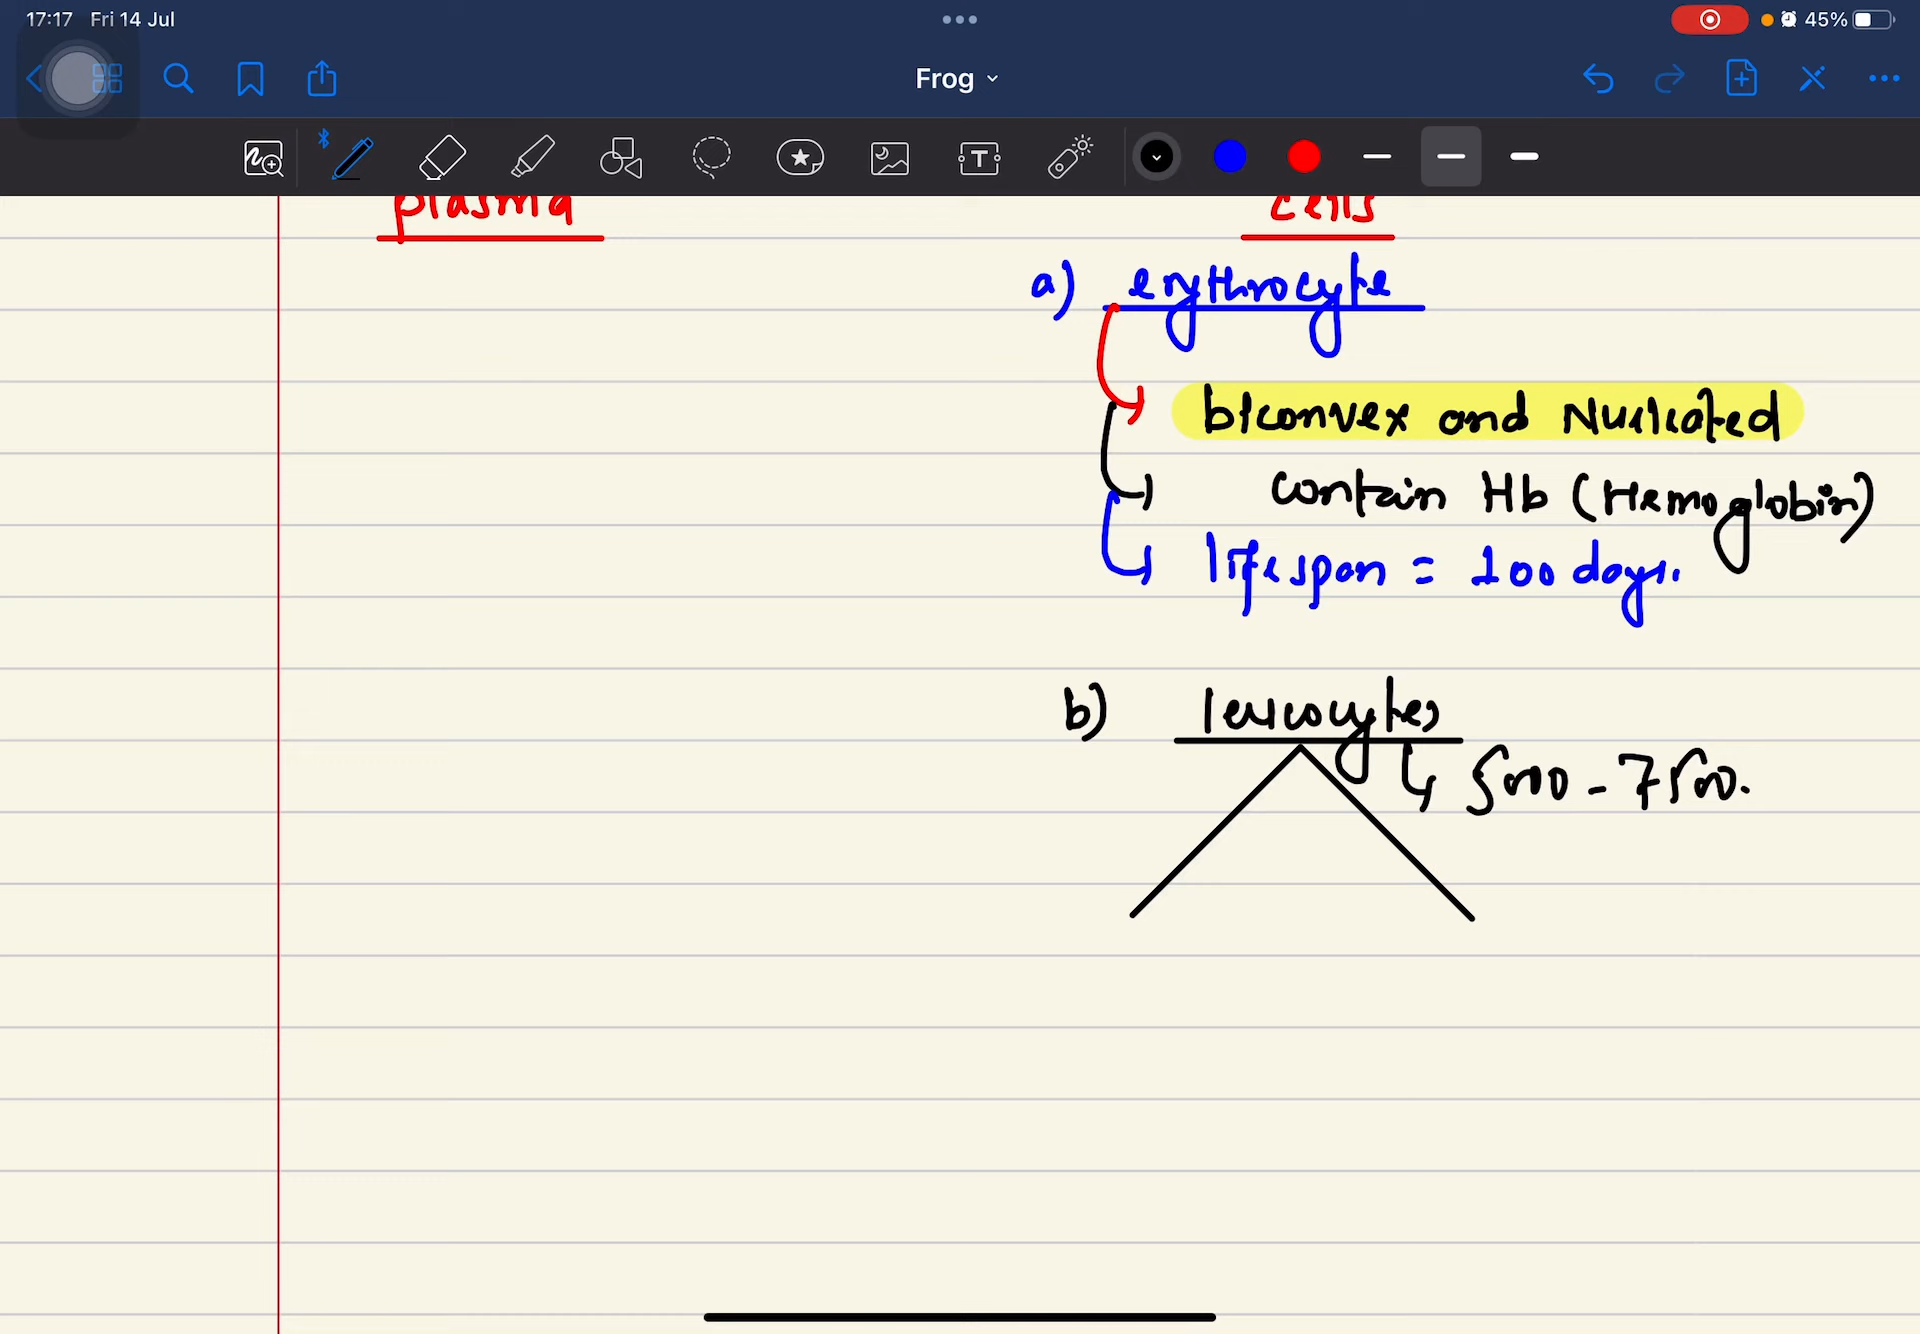 17:17 Fri 14 Jul
45%
Frog
T
plasma
cells
a) erythrocyte
biconvex and Nucleated
contain Hb (Hemoglobin)
lifespan = 100 days.
b) leucocytes
5000 - 7500.